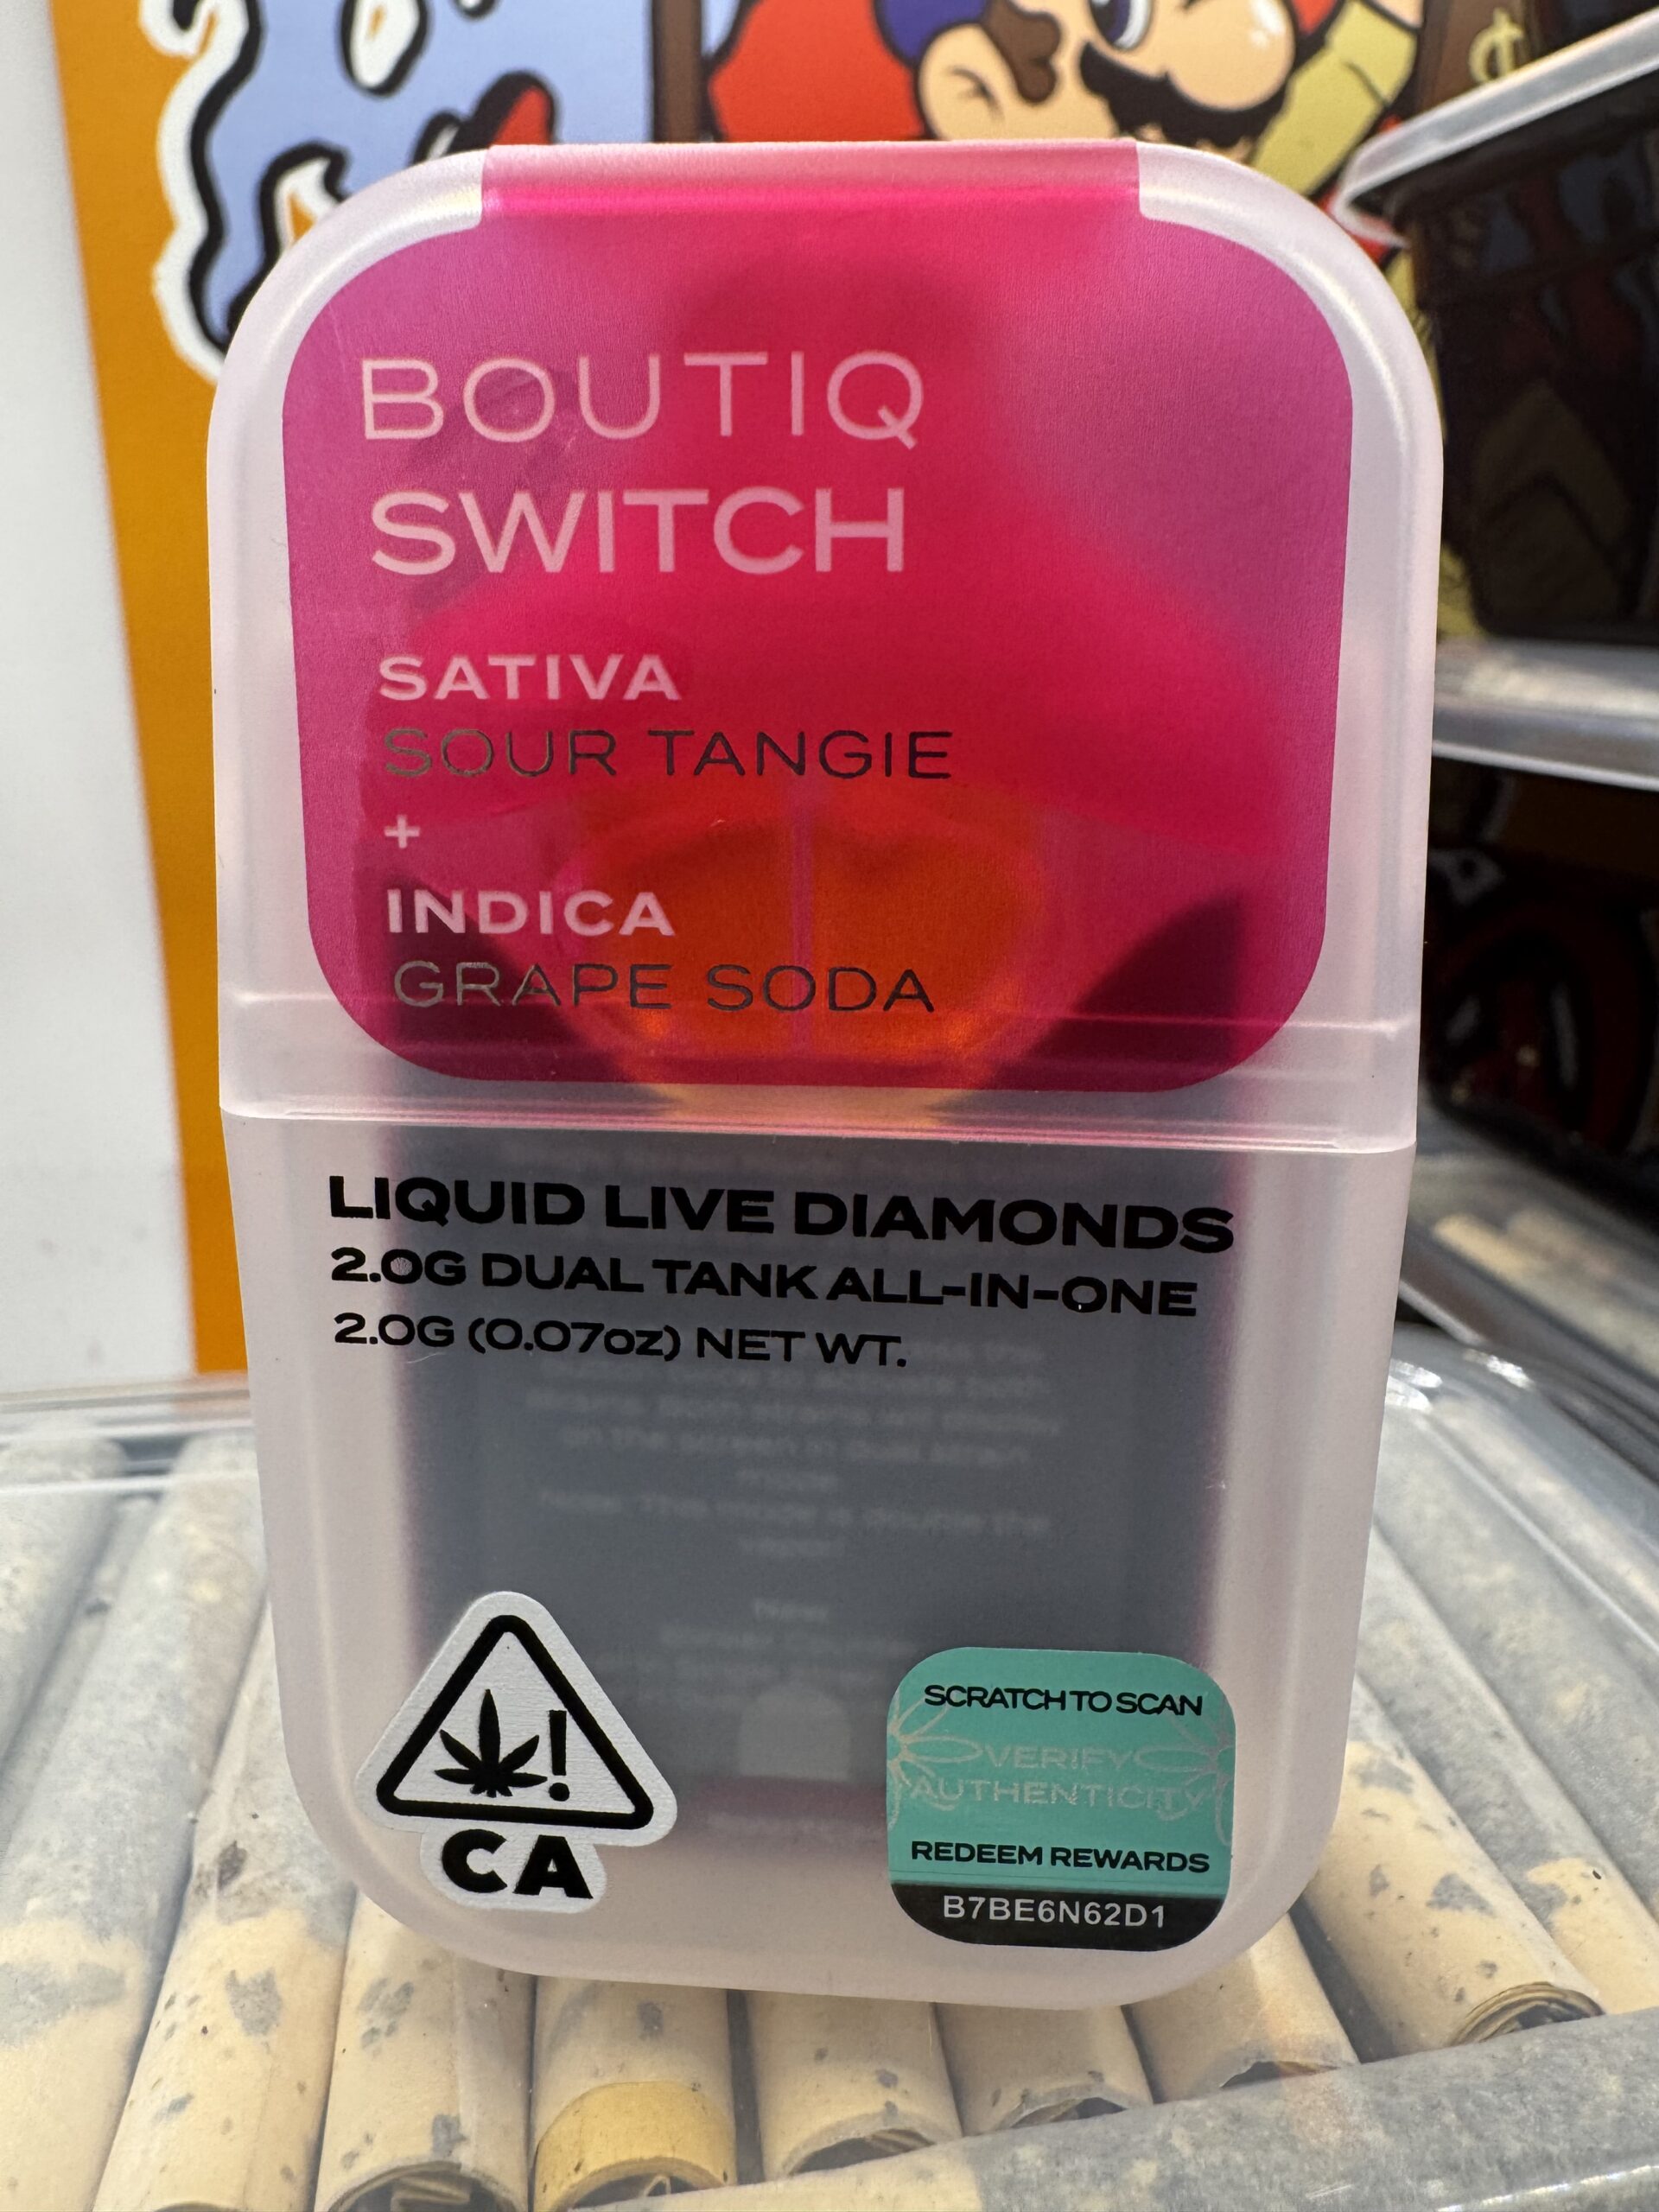 BOUTIQ
SWITCH
SATIVA
SOUR TANGIE
+
INDICA
GRAPE SODA
LIQUID LIVE DIAMONDS
2.0G DUAL TANK ALL-IN-ONE
2.0G (0.07oz) NET WT.
!
CA
SCRATCH TO SCAN
VERIFY
AUTHENTICITY
REDEEM REWARDS
B7BE6N62D1